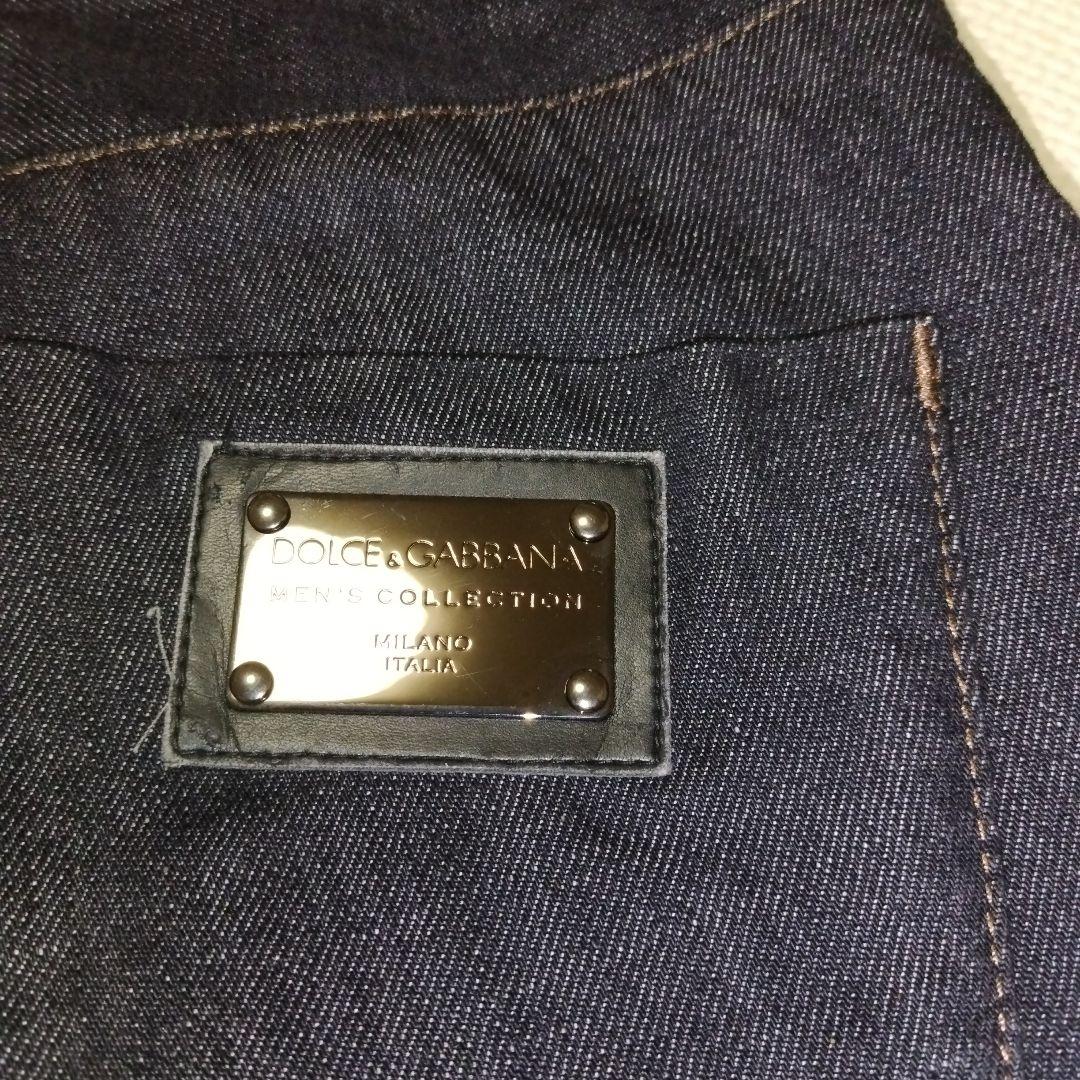 DOLCE & GABBANA
MEN'S COLLECTION
MILANO
ITALIA